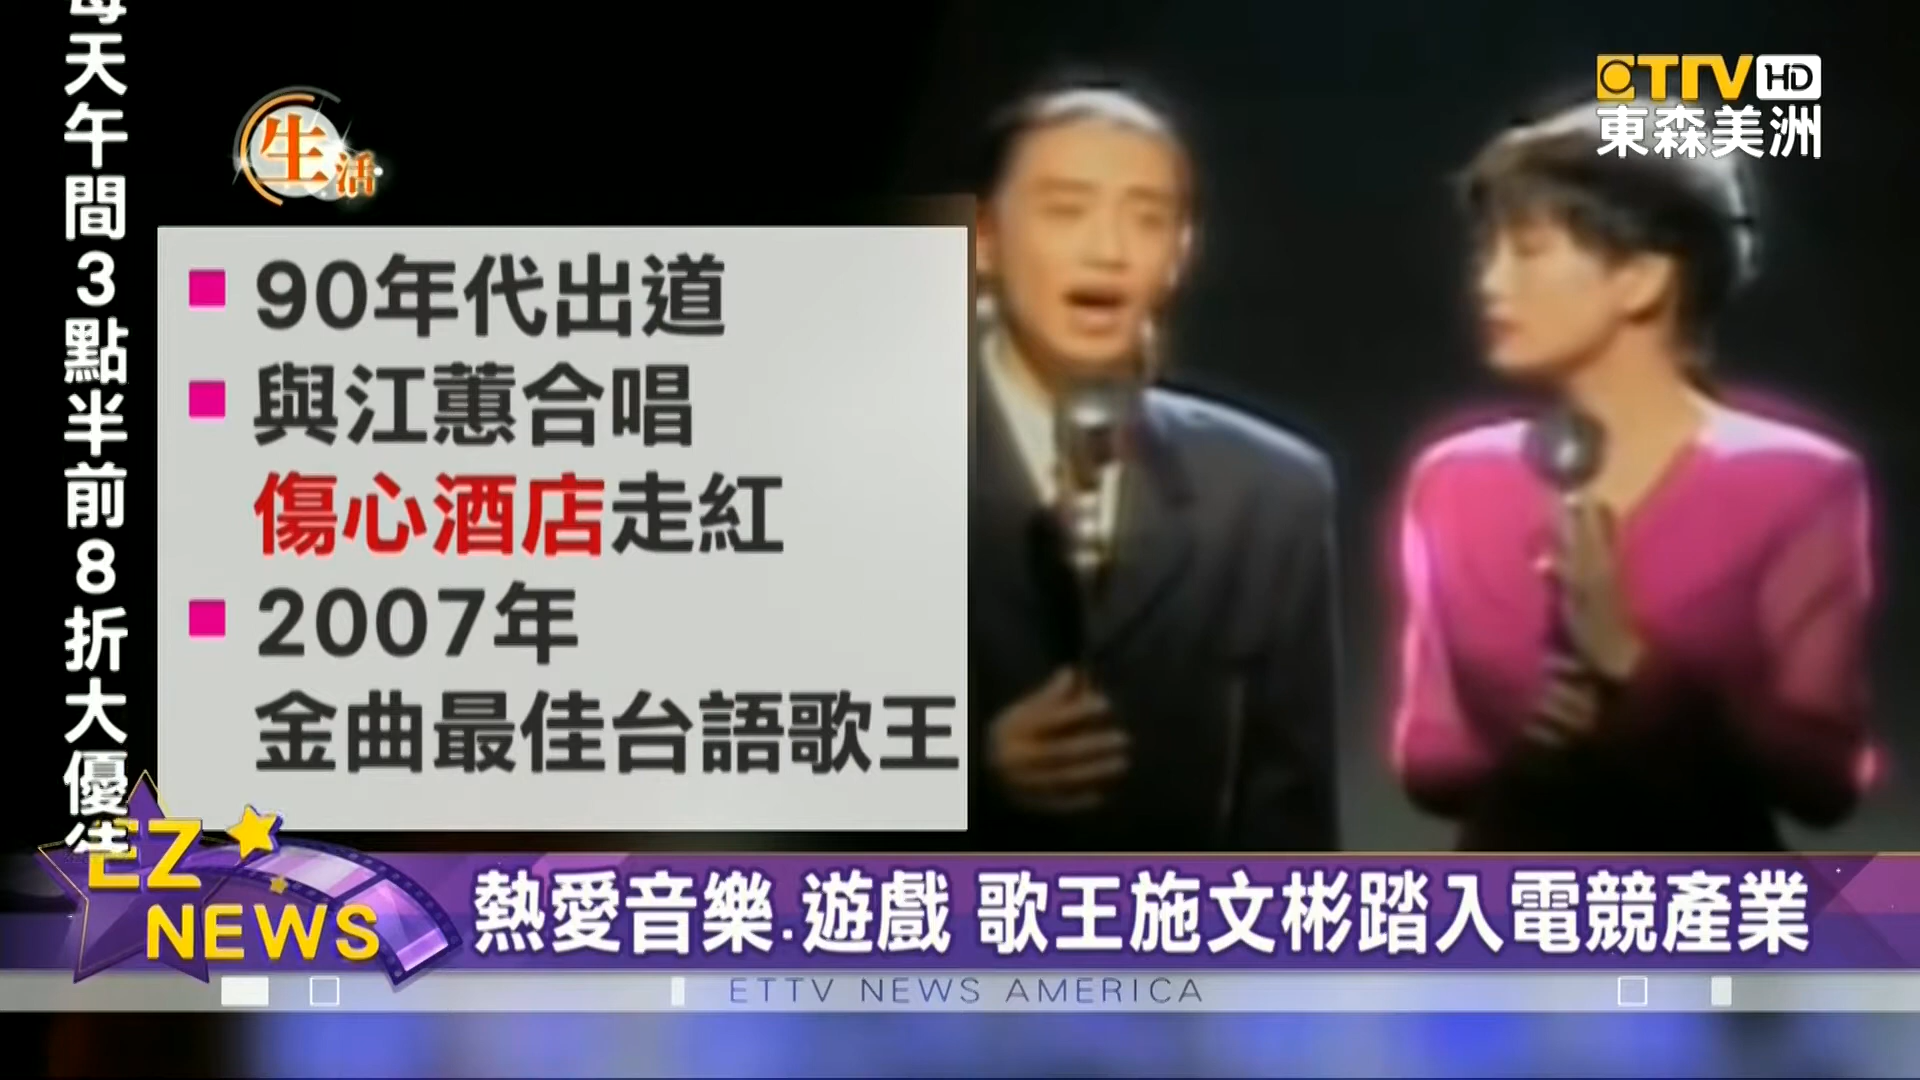 每天午間3點半前8折大優待
ETTV HD
東森美洲
生活
90年代出道
與江蕙合唱
傷心酒店走紅
2007年
金曲最佳台語歌王
EZ
NEWS
熱愛音樂.遊戲 歌王施文彬踏入電競產業
ETTV NEWS AMERICA